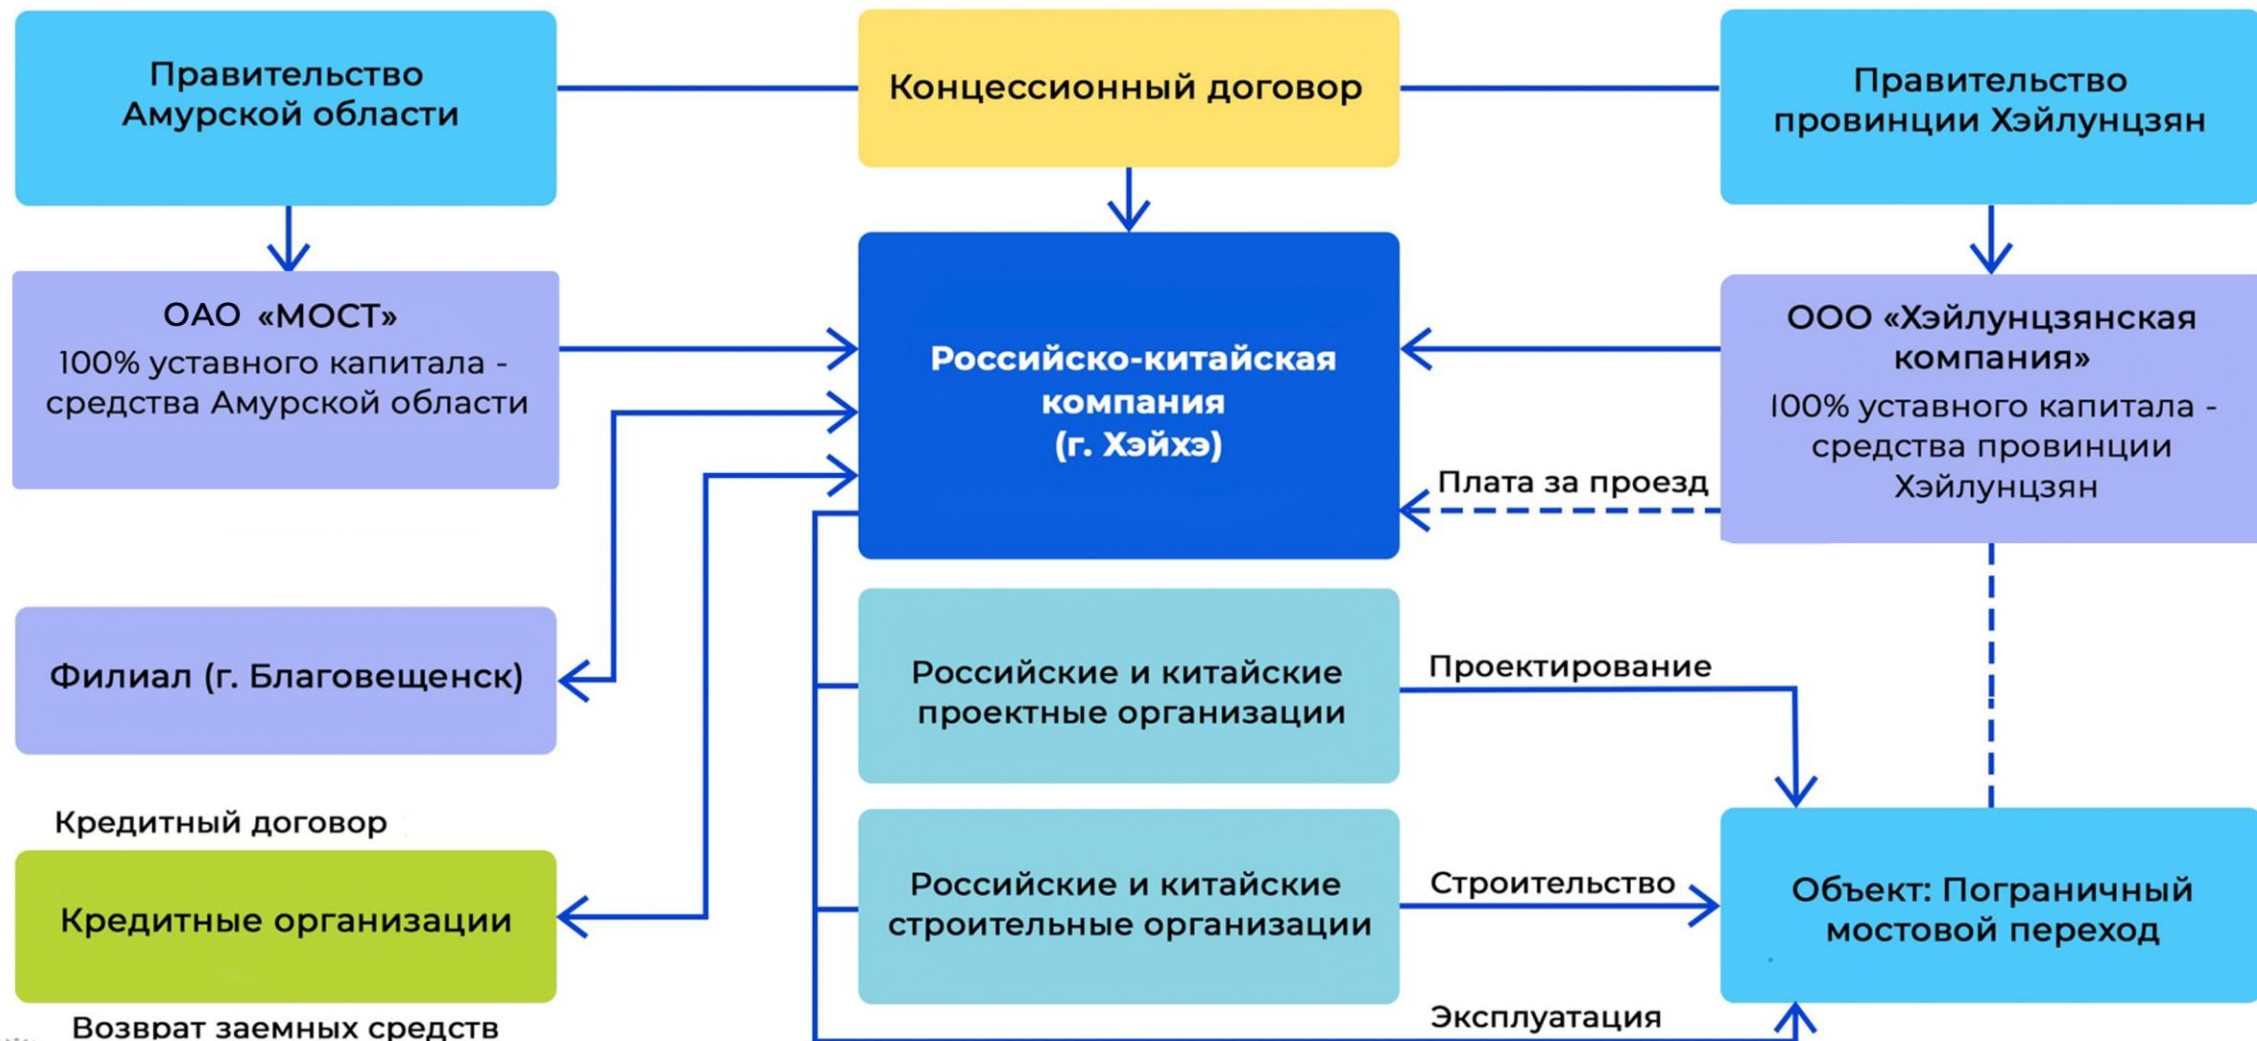 Правительство
Амурской области
Концессионный договор
Правительство
провинции Хэйлунцзян
ОАО «МОСТ»
100% уставного капитала -
средства Амурской области
Российско-китайская
компания
(г. Хэйхэ)
ООО «Хэйлунцзянская
компания»
100% уставного капитала -
средства провинции
Хэйлунцзян
Плата за проезд
Филиал (г. Благовещенск)
Российские и китайские
проектные организации
Проектирование
Кредитный договор
Кредитные организации
Возврат заемных средств
Российские и китайские
строительные организации
Строительство
Объект: Пограничный
мостовой переход
Эксплуатация